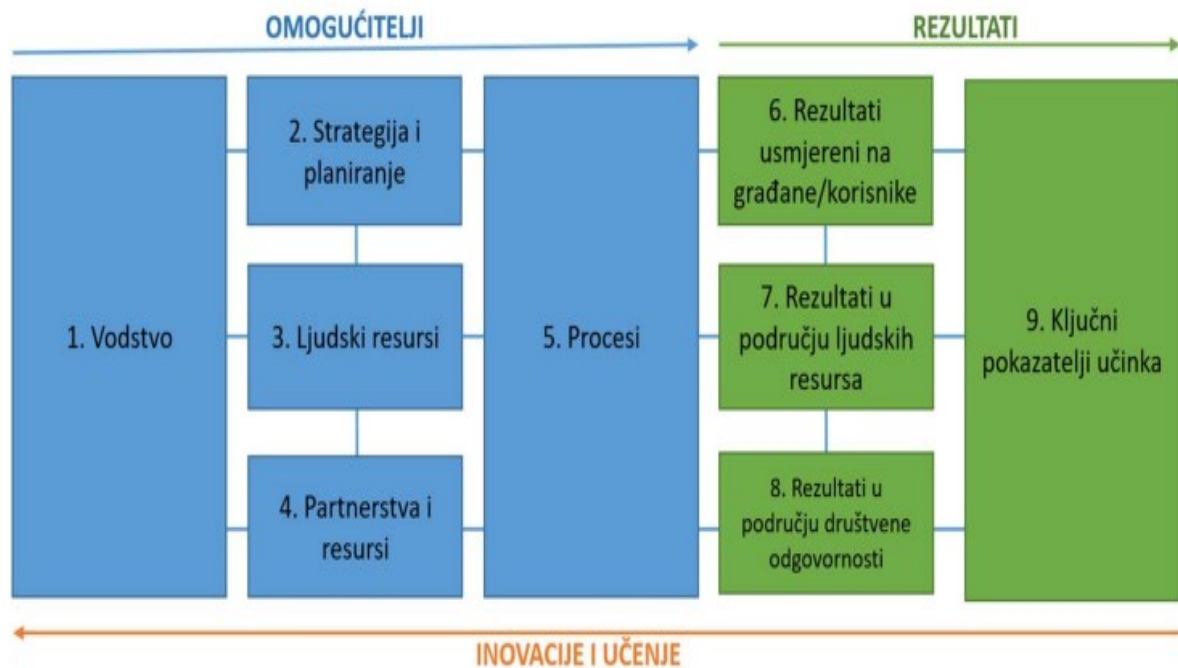 OMOGUĆITELJI
REZULTATI
1. Vodstvo
2. Strategija i
planiranje
3. Ljudski resursi
4. Partnerstva i
resursi
5. Procesi
6. Rezultati
usmjereni na
građane/korisnike
7. Rezultati u
području ljudskih
resursa
8. Rezultati u
području društvene
odgovornosti
9. Ključni
pokazatelji učinka
INOVACIJE I UČENJE